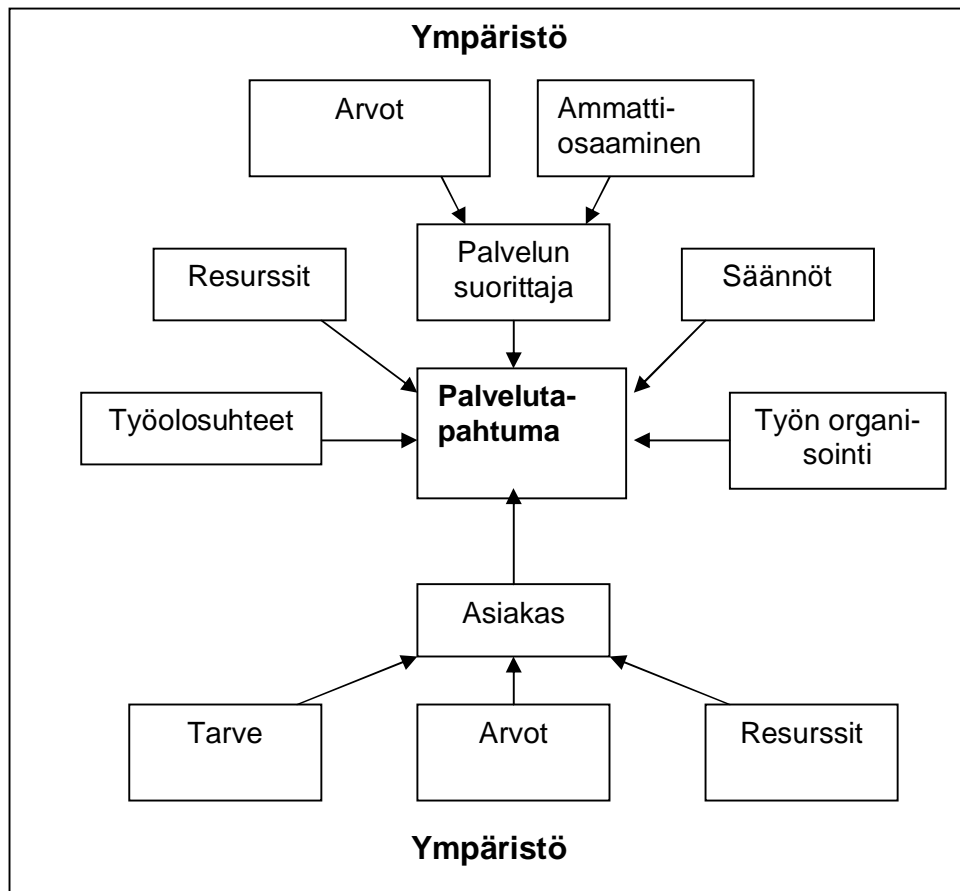 Ympäristö
Arvot
Ammatti-
osaaminen
Palvelun
suorittaja
Resurssit
Säännöt
Palveluta-
pahtuma
Työolosuhteet
Työn organi-
sointi
Asiakas
Tarve
Arvot
Resurssit
Ympäristö